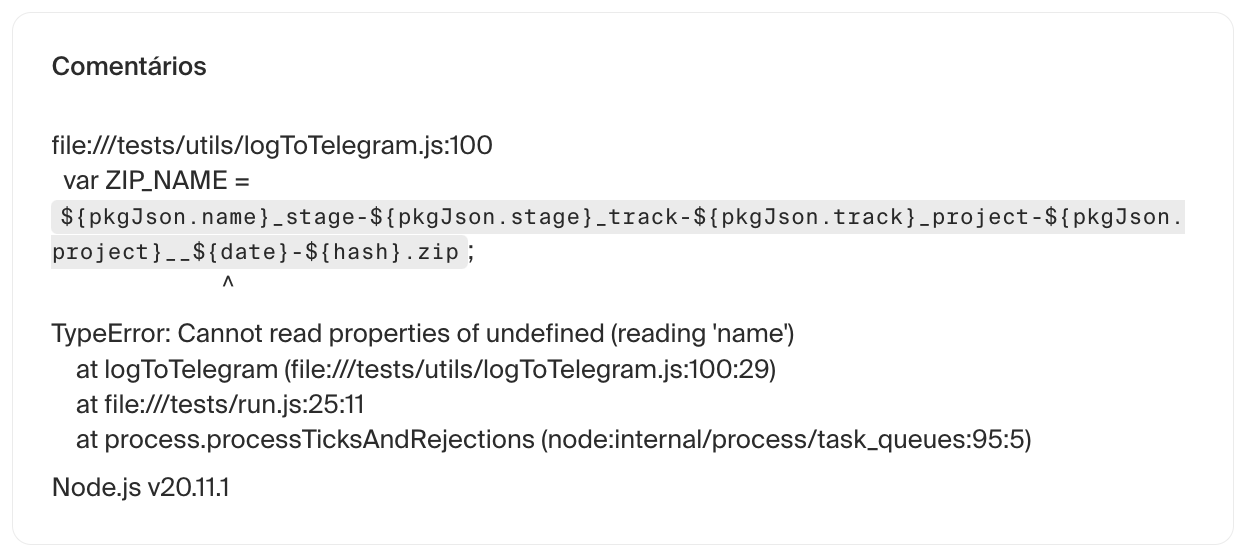 Comentários
file:///tests/utils/logToTelegram.js:100
var ZIP_NAME =
${pkgJson.name}_stage-${pkgJson.stage}_track-${pkgJson.track}_project-${pkgJson.
project}__${date}-${hash}.zip;
^
TypeError: Cannot read properties of undefined (reading 'name')
at logToTelegram (file:///tests/utils/logToTelegram.js:100:29)
at file:///tests/run.js:25:11
at process.processTicksAndRejections (node:internal/process/task_queues:95:5)
Node.js v20.11.1